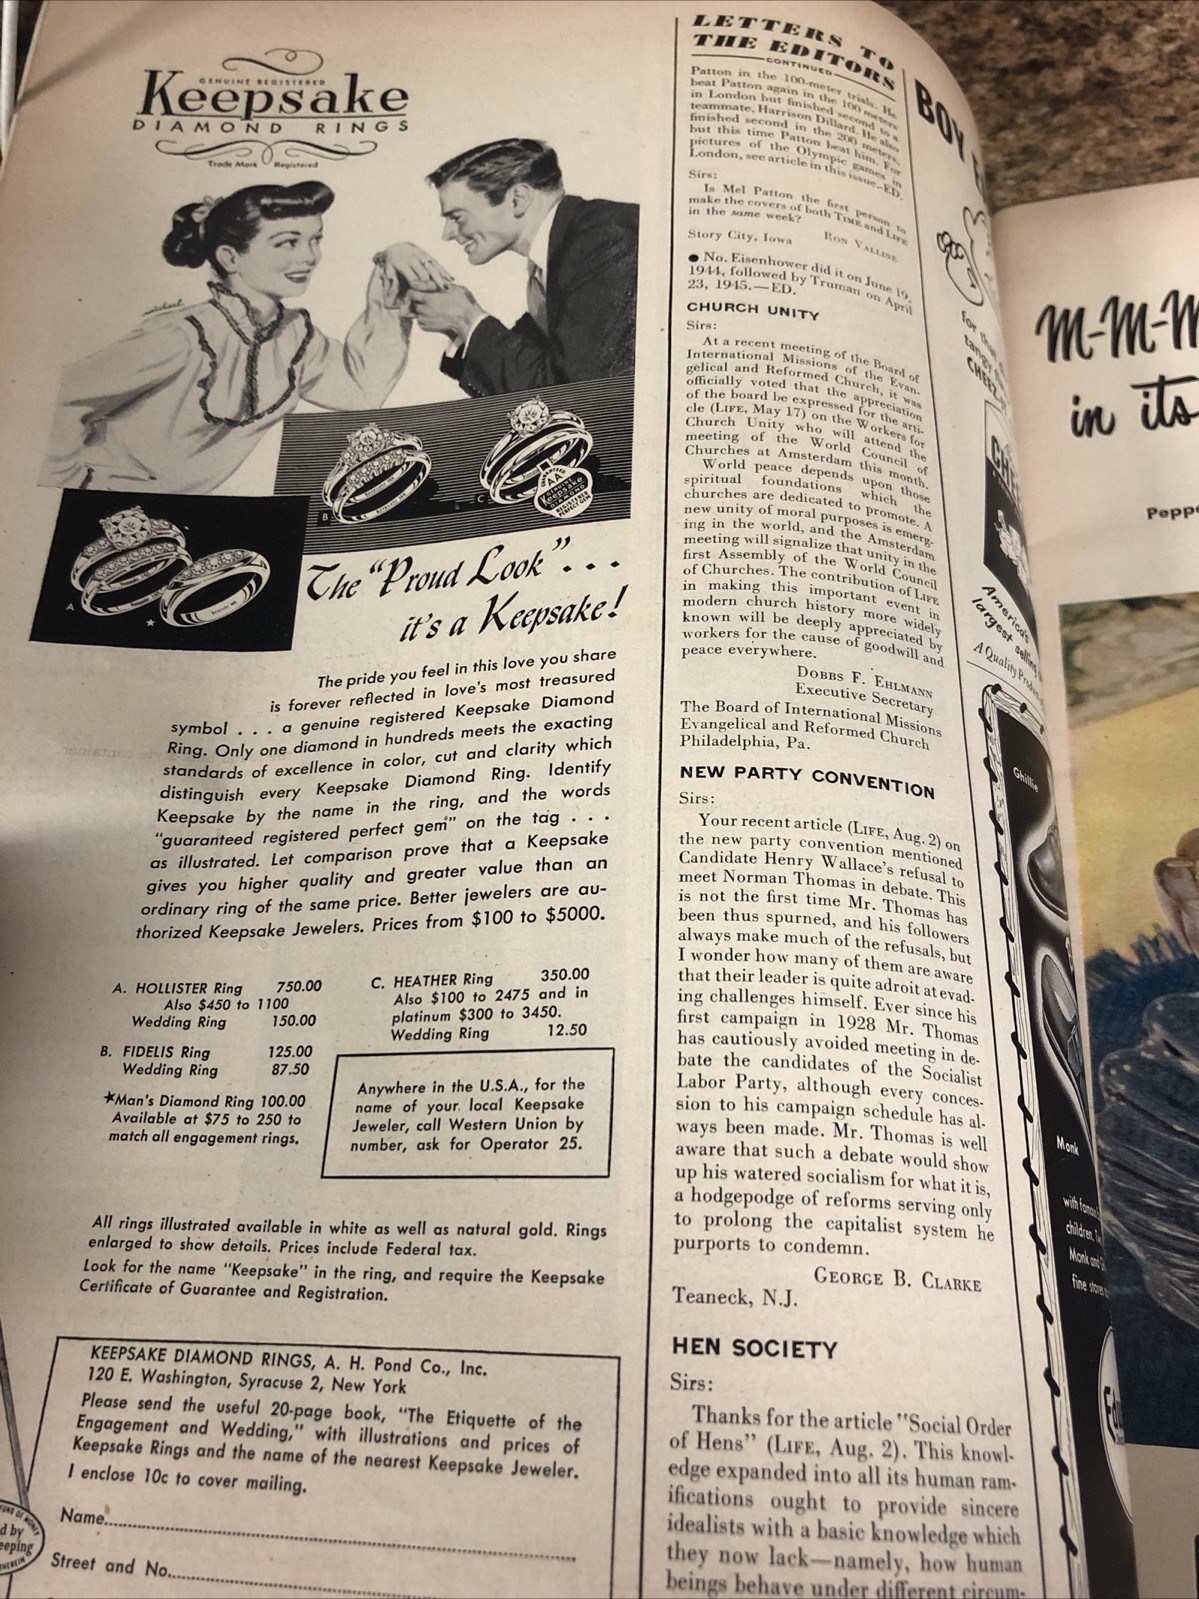 GENUINE REGISTERED
Keepsake
DIAMOND RINGS
Trade Mark Registered
B
C
GUARANTEED
AA
Keepsake
REGISTERED
PERFECT GEM
A
★
The "Proud Look" . . .
it's a Keepsake!
The pride you feel in this love you share
is forever reflected in love's most treasured
symbol . . . a genuine registered Keepsake Diamond
Ring. Only one diamond in hundreds meets the exacting
standards of excellence in color, cut and clarity which
distinguish every Keepsake Diamond Ring. Identify
Keepsake by the name in the ring, and the words
"guaranteed registered perfect gem" on the tag . . .
as illustrated. Let comparison prove that a Keepsake
gives you higher quality and greater value than an
ordinary ring of the same price. Better jewelers are au-
thorized Keepsake Jewelers. Prices from $100 to $5000.
A. HOLLISTER Ring 750.00
Also $450 to 1100
Wedding Ring 150.00
B. FIDELIS Ring 125.00
Wedding Ring 87.50
★Man's Diamond Ring 100.00
Available at $75 to 250 to
match all engagement rings.
C. HEATHER Ring 350.00
Also $100 to 2475 and in
platinum $300 to 3450.
Wedding Ring 12.50
Anywhere in the U.S.A., for the
name of your local Keepsake
Jeweler, call Western Union by
number, ask for Operator 25.
All rings illustrated available in white as well as natural gold. Rings
enlarged to show details. Prices include Federal tax.
Look for the name "Keepsake" in the ring, and require the Keepsake
Certificate of Guarantee and Registration.
KEEPSAKE DIAMOND RINGS, A. H. Pond Co., Inc.
120 E. Washington, Syracuse 2, New York
Please send the useful 20-page book, "The Etiquette of the
Engagement and Wedding," with illustrations and prices of
Keepsake Rings and the name of the nearest Keepsake Jeweler.
I enclose 10c to cover mailing.
Name
Street and No.
LETTERS TO
THE EDITORS
CONTINUED
Patton in the 100-meter trials. He
beat Patton again in the 100 meters
in London but finished second to a
teammate, Harrison Dillard. He also
finished second in the 200 meters,
but this time Patton beat him. For
pictures of the Olympic games in
London, see article in this issue.—ED.
Sirs:
Is Mel Patton the first person to
make the covers of both TIME and LIFE
in the same week?
RON VALLINE
Story City, Iowa
● No. Eisenhower did it on June 19,
1944, followed by Truman on April
23, 1945.—ED.
CHURCH UNITY
Sirs:
At a recent meeting of the Board of
International Missions of the Evan-
gelical and Reformed Church, it was
officially voted that the appreciation
of the board be expressed for the arti-
cle (LIFE, May 17) on the Workers for
Church Unity who will attend the
meeting of the World Council of
Churches at Amsterdam this month.
World peace depends upon those
spiritual foundations which the
churches are dedicated to promote. A
new unity of moral purposes is emerg-
ing in the world, and the Amsterdam
meeting will signalize that unity in the
first Assembly of the World Council
of Churches. The contribution of LIFE
in making this important event in
modern church history more widely
known will be deeply appreciated by
workers for the cause of goodwill and
peace everywhere.
DOBBS F. EHLMANN
Executive Secretary
The Board of International Missions
Evangelical and Reformed Church
Philadelphia, Pa.
NEW PARTY CONVENTION
Sirs:
Your recent article (LIFE, Aug. 2) on
the new party convention mentioned
Candidate Henry Wallace's refusal to
meet Norman Thomas in debate. This
is not the first time Mr. Thomas has
been thus spurned, and his followers
always make much of the refusals, but
I wonder how many of them are aware
that their leader is quite adroit at evad-
ing challenges himself. Ever since his
first campaign in 1928 Mr. Thomas
has cautiously avoided meeting in de-
bate the candidates of the Socialist
Labor Party, although every conces-
sion to his campaign schedule has al-
ways been made. Mr. Thomas is well
aware that such a debate would show
up his watered socialism for what it is,
a hodgepodge of reforms serving only
to prolong the capitalist system he
purports to condemn.
GEORGE B. CLARKE
Teaneck, N.J.
HEN SOCIETY
Sirs:
Thanks for the article "Social Order
of Hens" (LIFE, Aug. 2). This knowl-
edge expanded into all its human ram-
ifications ought to provide sincere
idealists with a basic knowledge which
they now lack—namely, how human
beings behave under different circum-
BOY
for
America's
largest selling
A Quality
Ghillie
Monk
children.
Monk and
fine stores
M-M-M
in its